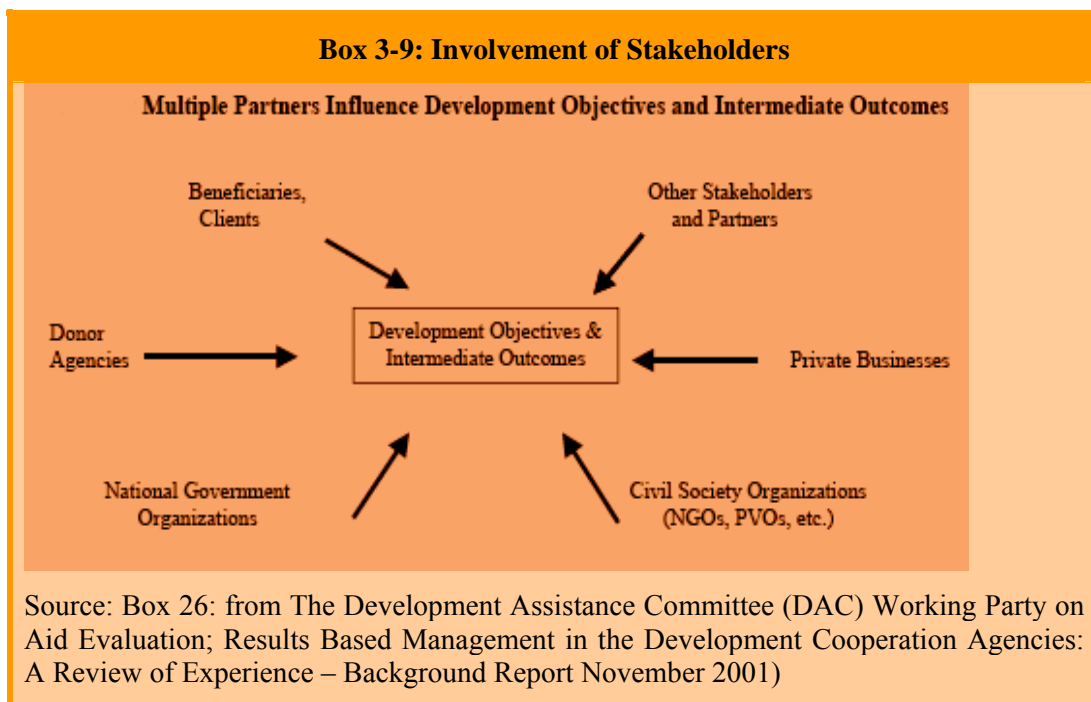 Box 3-9: Involvement of Stakeholders
Multiple Partners Influence Development Objectives and Intermediate Outcomes
Beneficiaries,
Clients
Other Stakeholders
and Partners
Donor
Agencies
Development Objectives &
Intermediate Outcomes
Private Businesses
National Government
Organizations
Civil Society Organizations
(NGOs, PVOs, etc.)
Source: Box 26: from The Development Assistance Committee (DAC) Working Party on
Aid Evaluation; Results Based Management in the Development Cooperation Agencies:
A Review of Experience – Background Report November 2001)